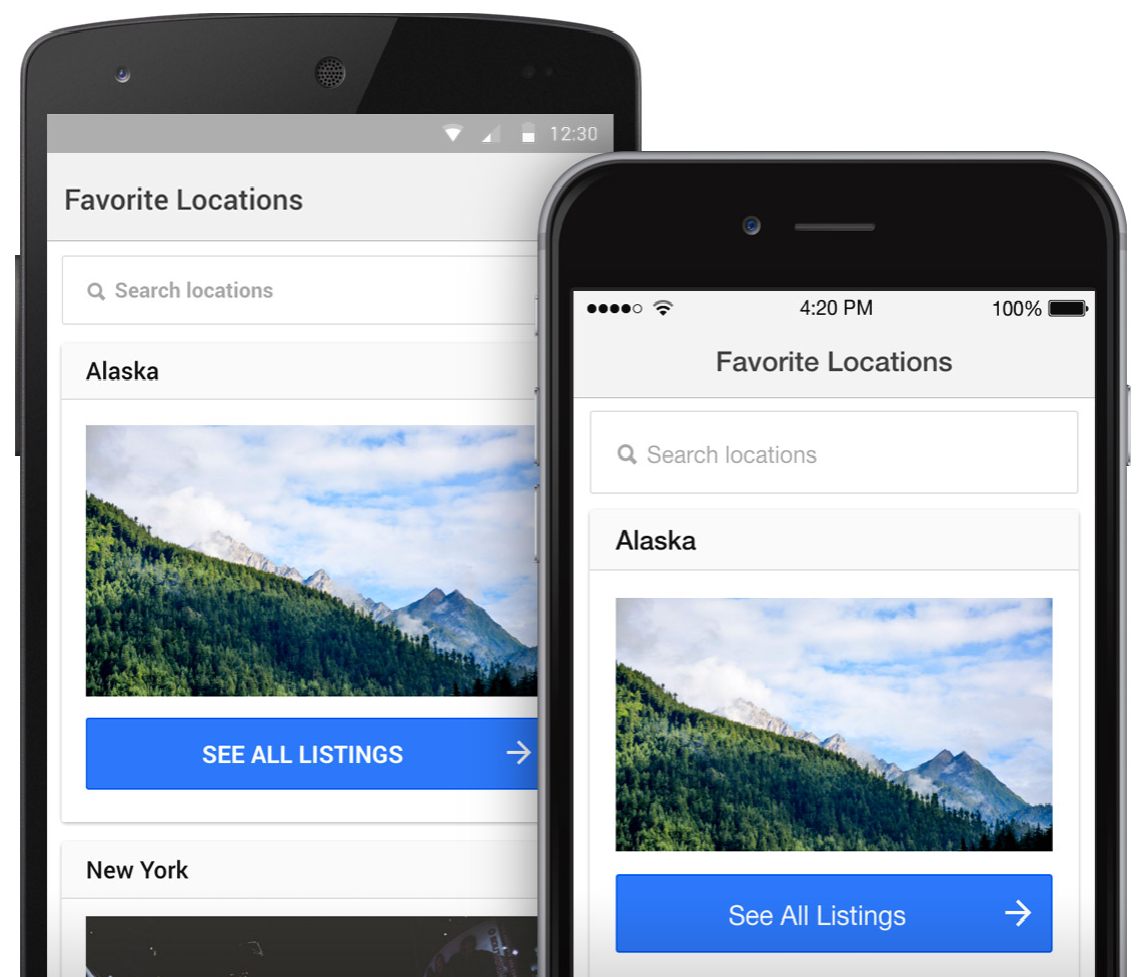 12:30
Favorite Locations
Search locations
Alaska
SEE ALL LISTINGS
New York
4:20 PM
100%
Favorite Locations
Search locations
Alaska
See All Listings